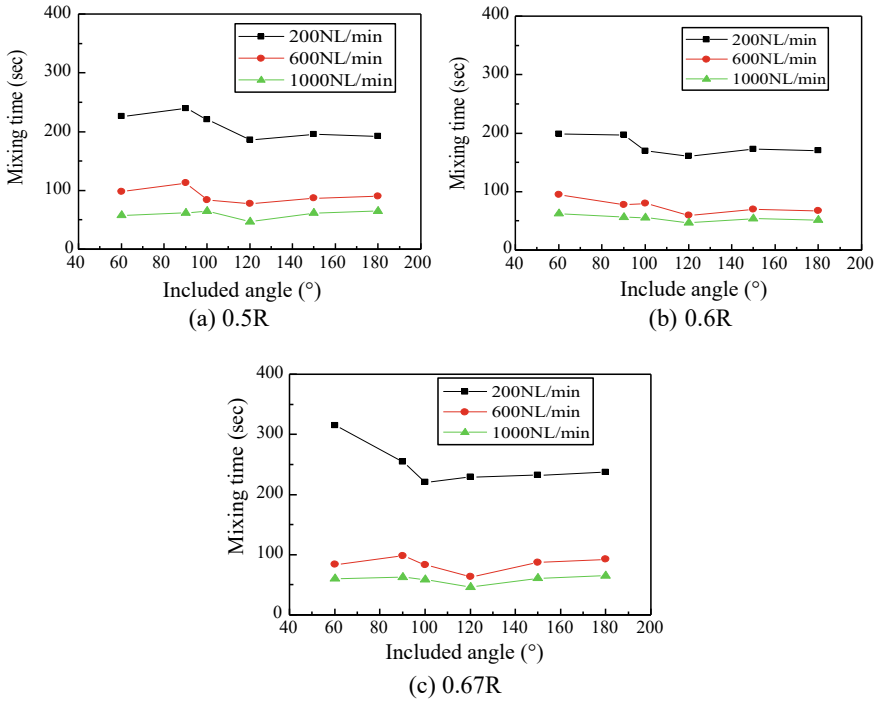 400
300
200
100
0
Mixing time (sec)
200NL/min
600NL/min
1000NL/min
40 60 80 100 120 140 160 180 200
Included angle (°)
(a) 0.5R
400
300
200
100
0
Mixing time (sec)
200NL/min
600NL/min
1000NL/min
40 60 80 100 120 140 160 180 200
Include angle (°)
(b) 0.6R
400
300
200
100
0
Mixing time (sec)
200NL/min
600NL/min
1000NL/min
40 60 80 100 120 140 160 180 200
Included angle (°)
(c) 0.67R